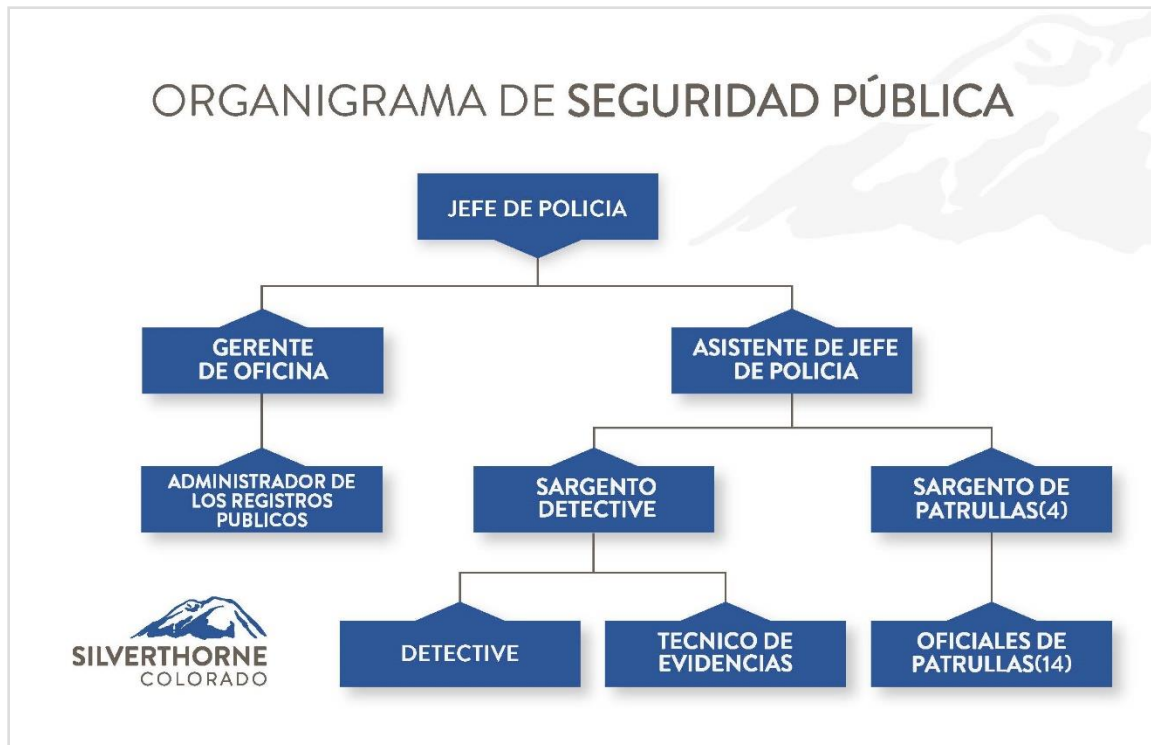 ORGANIGRAMA DE SEGURIDAD PÚBLICA
JEFE DE POLICIA
GERENTE
DE OFICINA
ASISTENTE DE JEFE
DE POLICIA
ADMINISTRADOR DE
LOS REGISTROS
PUBLICOS
SARGENTO
DETECTIVE
SARGENTO DE
PATRULLAS(4)
DETECTIVE
TECNICO DE
EVIDENCIAS
OFICIALES DE
PATRULLAS(14)
SILVERTHORNE
COLORADO